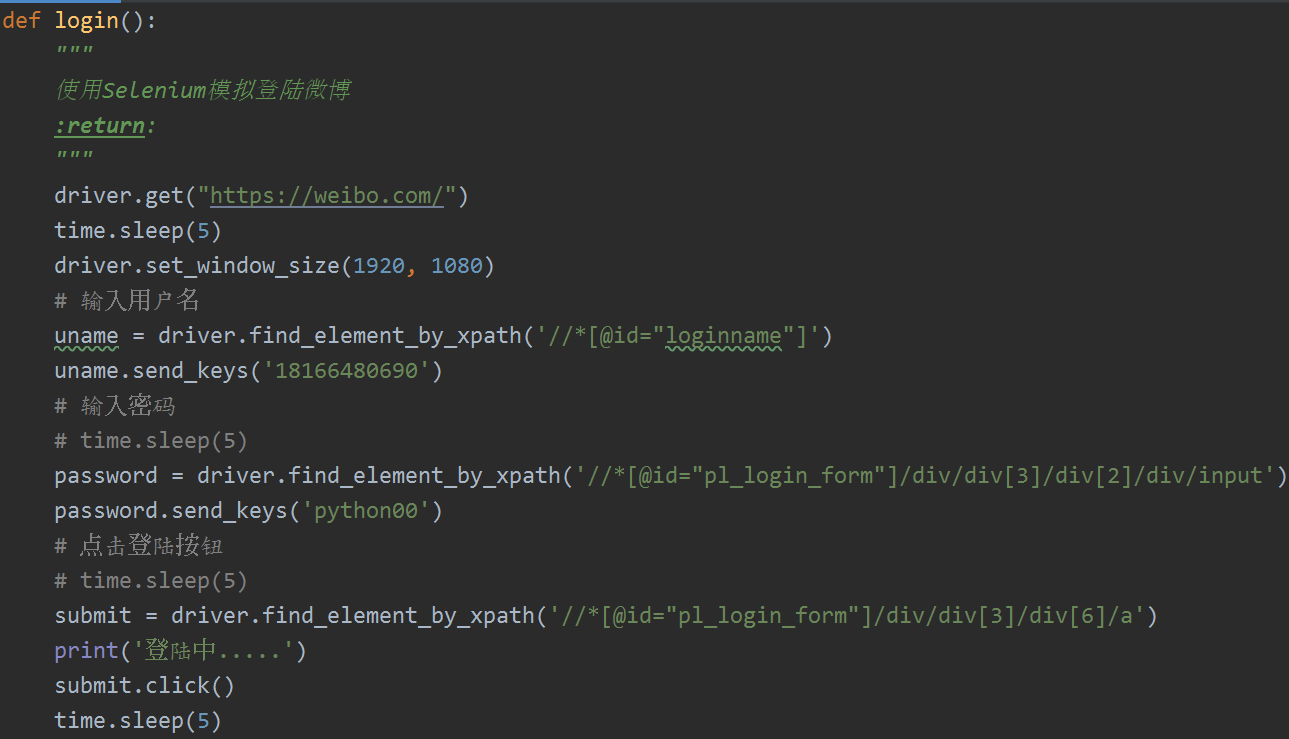 def login():
    """
    使用Selenium模拟登陆微博
    :return:
    """
    driver.get("https://weibo.com/")
    time.sleep(5)
    driver.set_window_size(1920, 1080)
    # 输入用户名
    uname = driver.find_element_by_xpath('//*[@id="loginname"]')
    uname.send_keys('18166480690')
    # 输入密码
    # time.sleep(5)
    password = driver.find_element_by_xpath('//*[@id="pl_login_form"]/div/div[3]/div[2]/div/input')
    password.send_keys('python00')
    # 点击登陆按钮
    # time.sleep(5)
    submit = driver.find_element_by_xpath('//*[@id="pl_login_form"]/div/div[3]/div[6]/a')
    print('登陆中.....')
    submit.click()
    time.sleep(5)